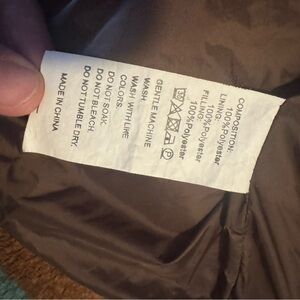 COMPOSITION:
100%Polyester
LINING:
100%Polyester
FILLING:
100%Polyester
P
GENTLE MACHINE
WASH.
WASH WITH LIKE
COLORS.
DO NOT SOAK.
DO NOT BLEACH.
DO NOT TUMBLE DRY.
MADE IN CHINA